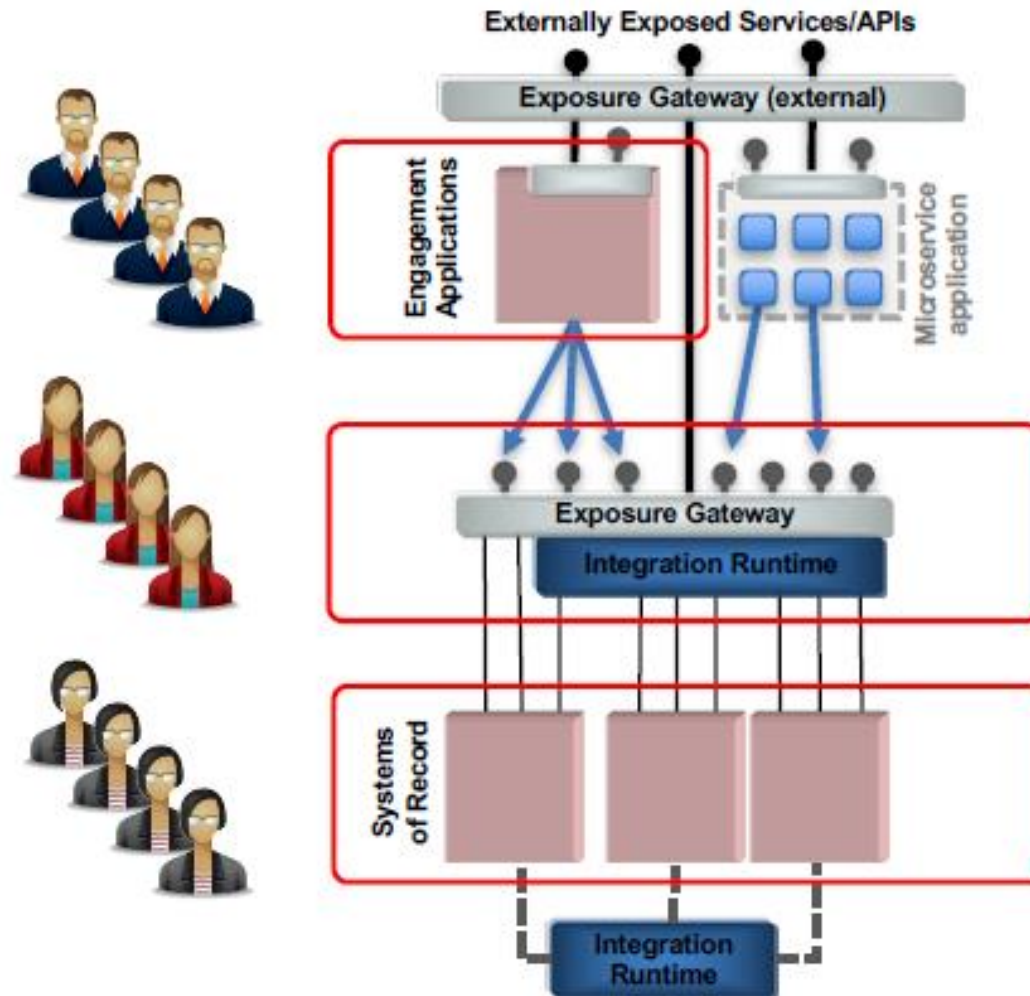 Externally Exposed Services/APIs
Exposure Gateway (external)
Engagement
Applications
Microservice
application
Exposure Gateway
Integration Runtime
Systems
of Record
Integration
Runtime